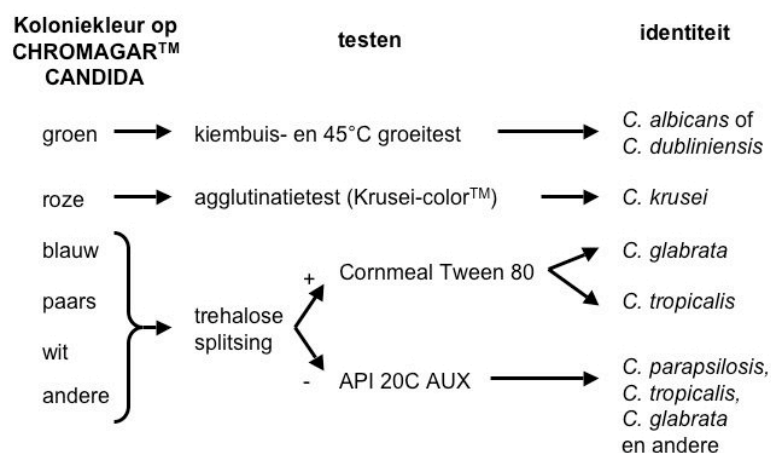 Koloniekleur op
CHROMAGAR™
CANDIDA
testen
identiteit
groen
kiembuis- en 45°C groeitest
C. albicans of
C. dubliniensis
roze
agglutinatietest (Krusei-color™)
C. krusei
blauw
paars
wit
andere
trehalose
splitsing
+
Cornmeal Tween 80
C. glabrata
C. tropicalis
-
API 20C AUX
C. parapsilosis,
C. tropicalis,
C. glabrata
en andere